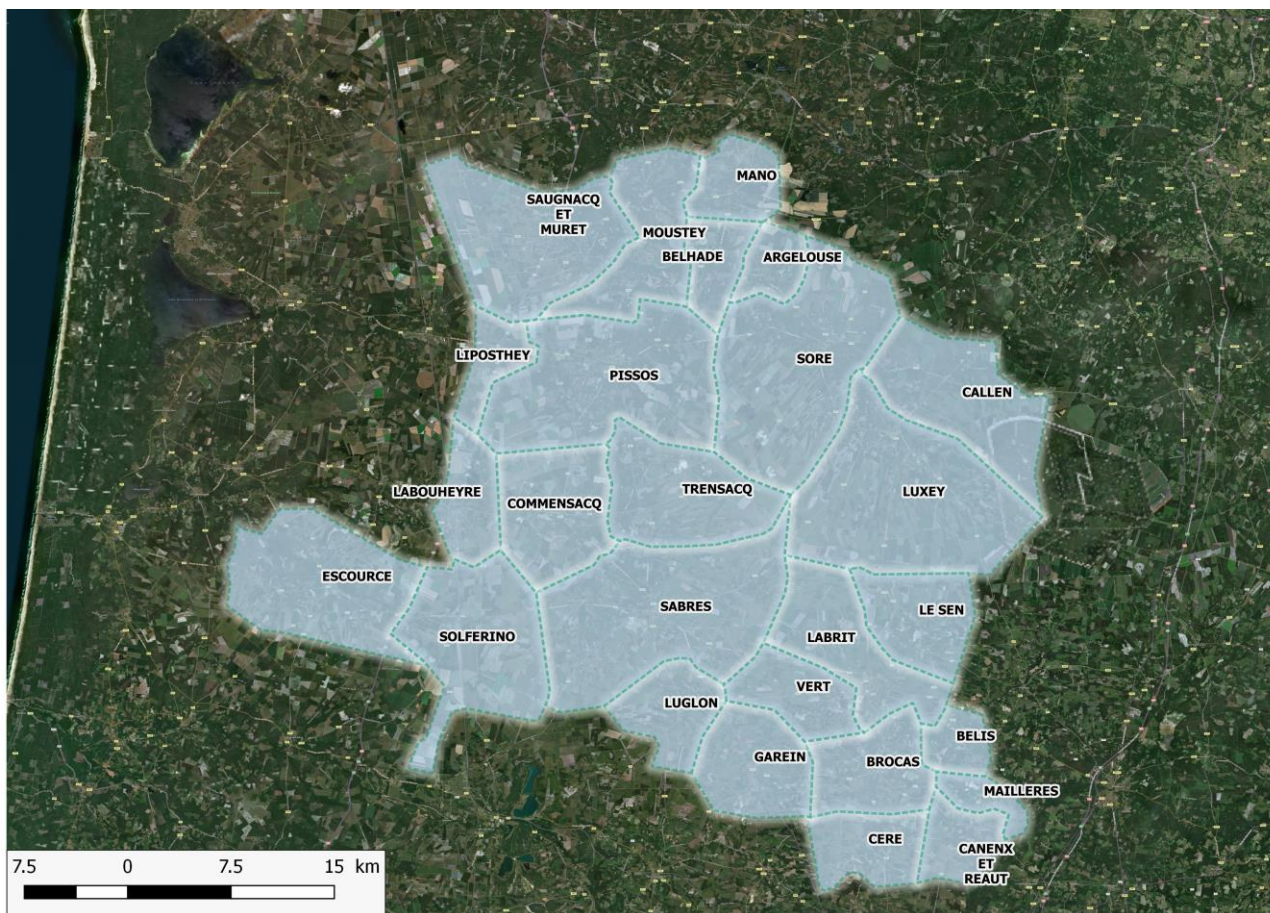 MANO
SAUGNACQ
ET
MURET
MOUSTEY
BELHADE
ARGELOUSE
LIPOSTHEY
PISSOS
SORE
CALLEN
LABOUHEYRE
COMMENSACQ
TRENSACQ
LUXEY
ESCOURCE
SABRES
LE SEN
SOLFERINO
LABRIT
VERT
LUGLON
BELIS
GAREIN
BROCAS
MAILLERES
CERE
CANENX
ET
REAUT
7.5 0 7.5 15 km